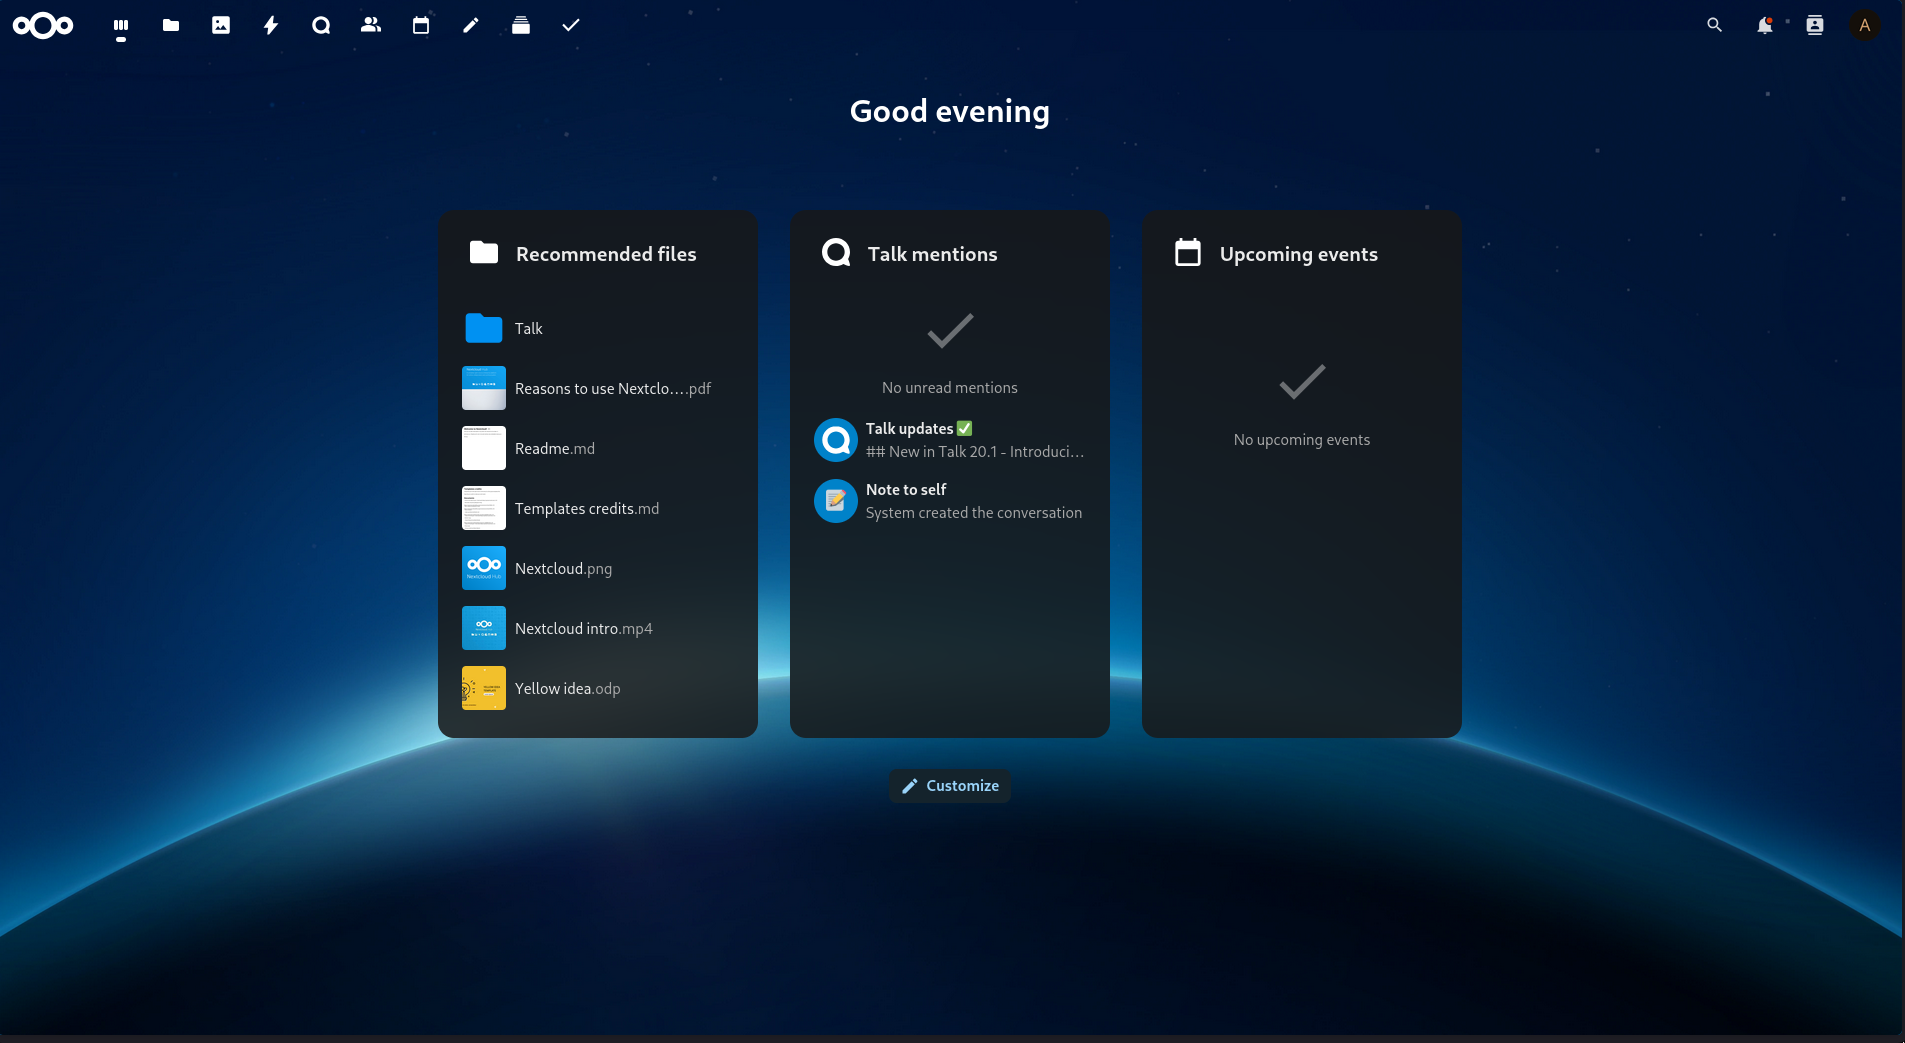 A
Good evening
Recommended files
Talk
Reasons to use Nextclo….pdf
Readme.md
Templates credits.md
Nextcloud.png
Nextcloud intro.mp4
Yellow idea.odp
Talk mentions
No unread mentions
Talk updates ✅
## New in Talk 20.1 - Introduci…
Note to self
System created the conversation
Upcoming events
No upcoming events
Customize